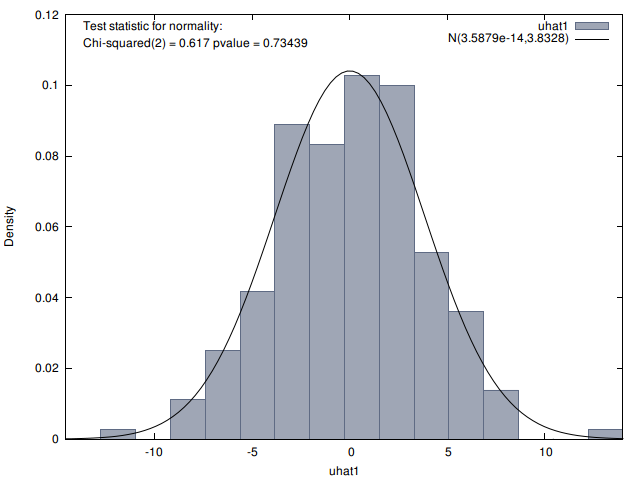 Test statistic for normality:
Chi-squared(2) = 0.617 pvalue = 0.73439
uhat1
N(3.5879e-14,3.8328)
0.12
0.1
0.08
0.06
0.04
0.02
0
Density
-10
-5
0
5
10
uhat1